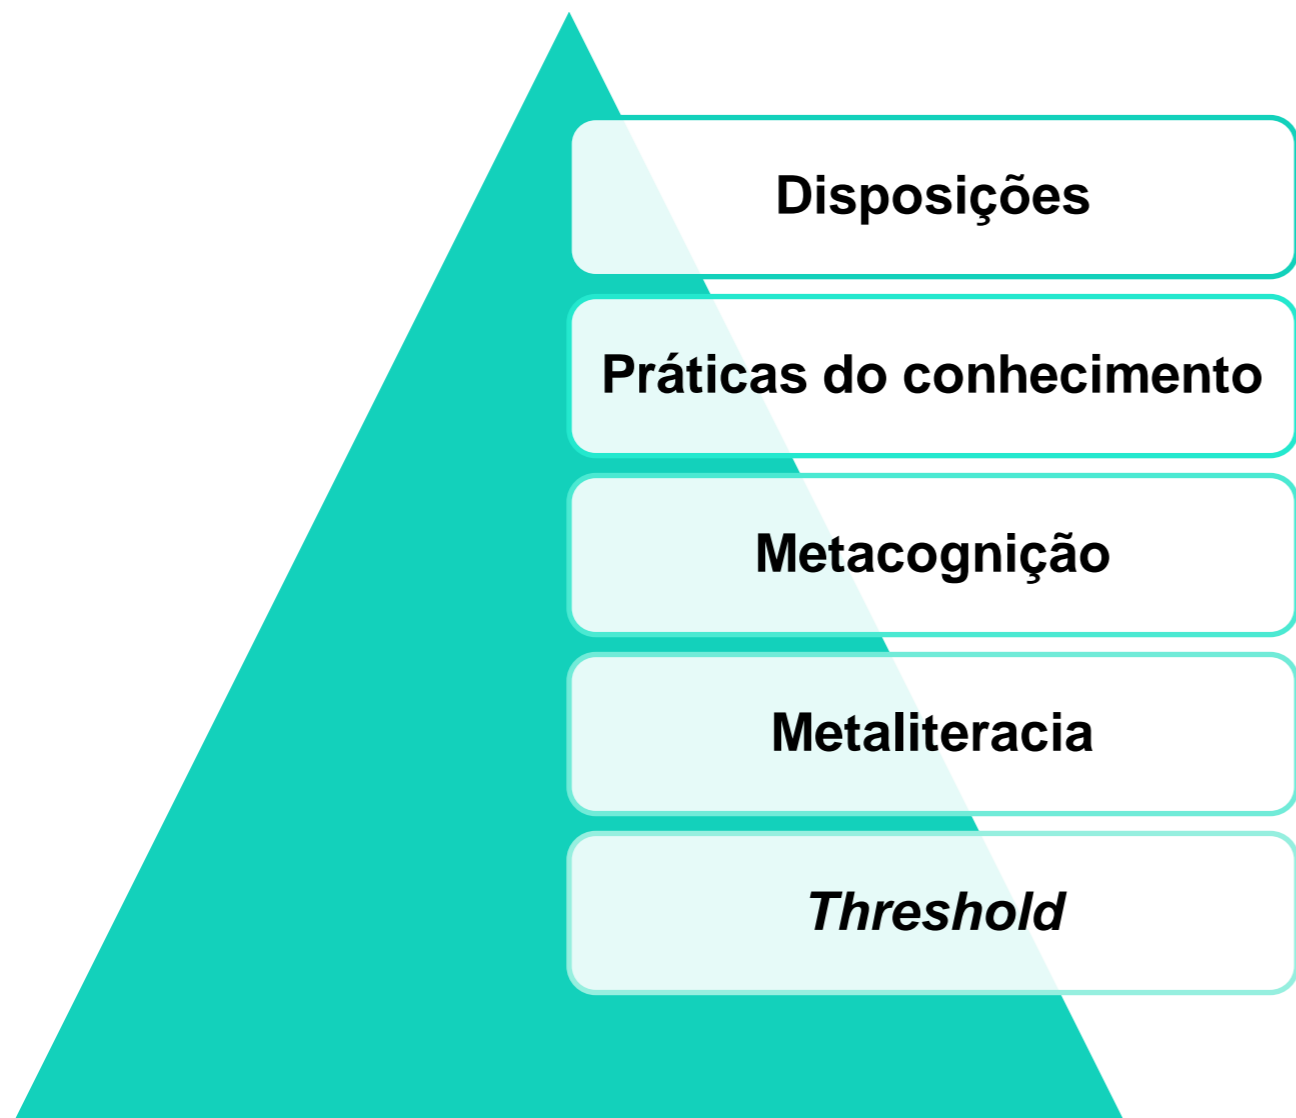 Disposições
Práticas do conhecimento
Metacognição
Metaliteracia
Threshold